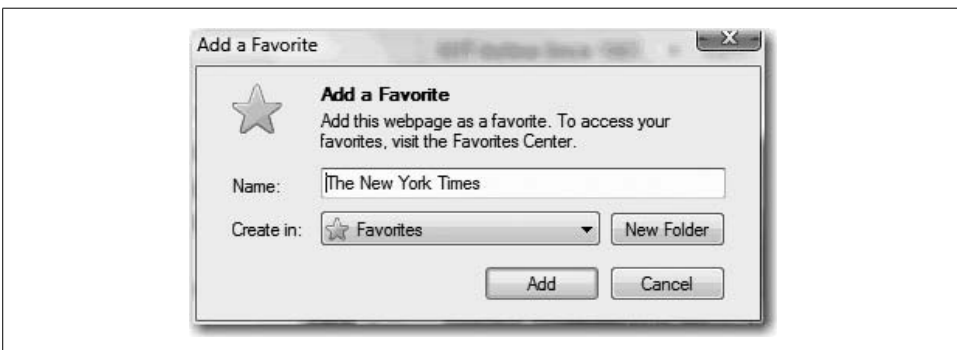 Add a Favorite
Add a Favorite
Add this webpage as a favorite. To access your
favorites, visit the Favorites Center.
Name: The New York Times
Create in: Favorites New Folder
Add Cancel